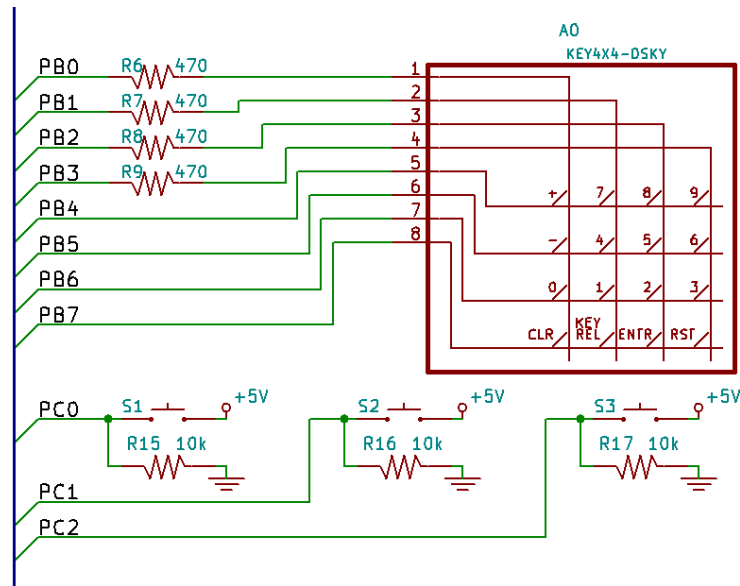 A0
KEY4X4-DSKY
PB0 R6 470 1
PB1 R7 470 2
PB2 R8 470 3
PB3 R9 470 4
PB4 5
PB5 6
PB6 7
PB7 8
+ 7 8 9
- 4 5 6
0 1 2 3
CLR KEY REL ENTR RST
PC0 S1 +5V S2 +5V S3 +5V
R15 10k R16 10k R17 10k
PC1
PC2